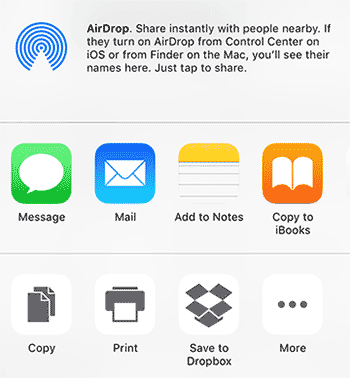 AirDrop. Share instantly with people nearby. If
they turn on AirDrop from Control Center on
iOS or from Finder on the Mac, you'll see their
names here. Just tap to share.
Message
Mail
Add to Notes
Copy to
iBooks
Copy
Print
Save to
Dropbox
More